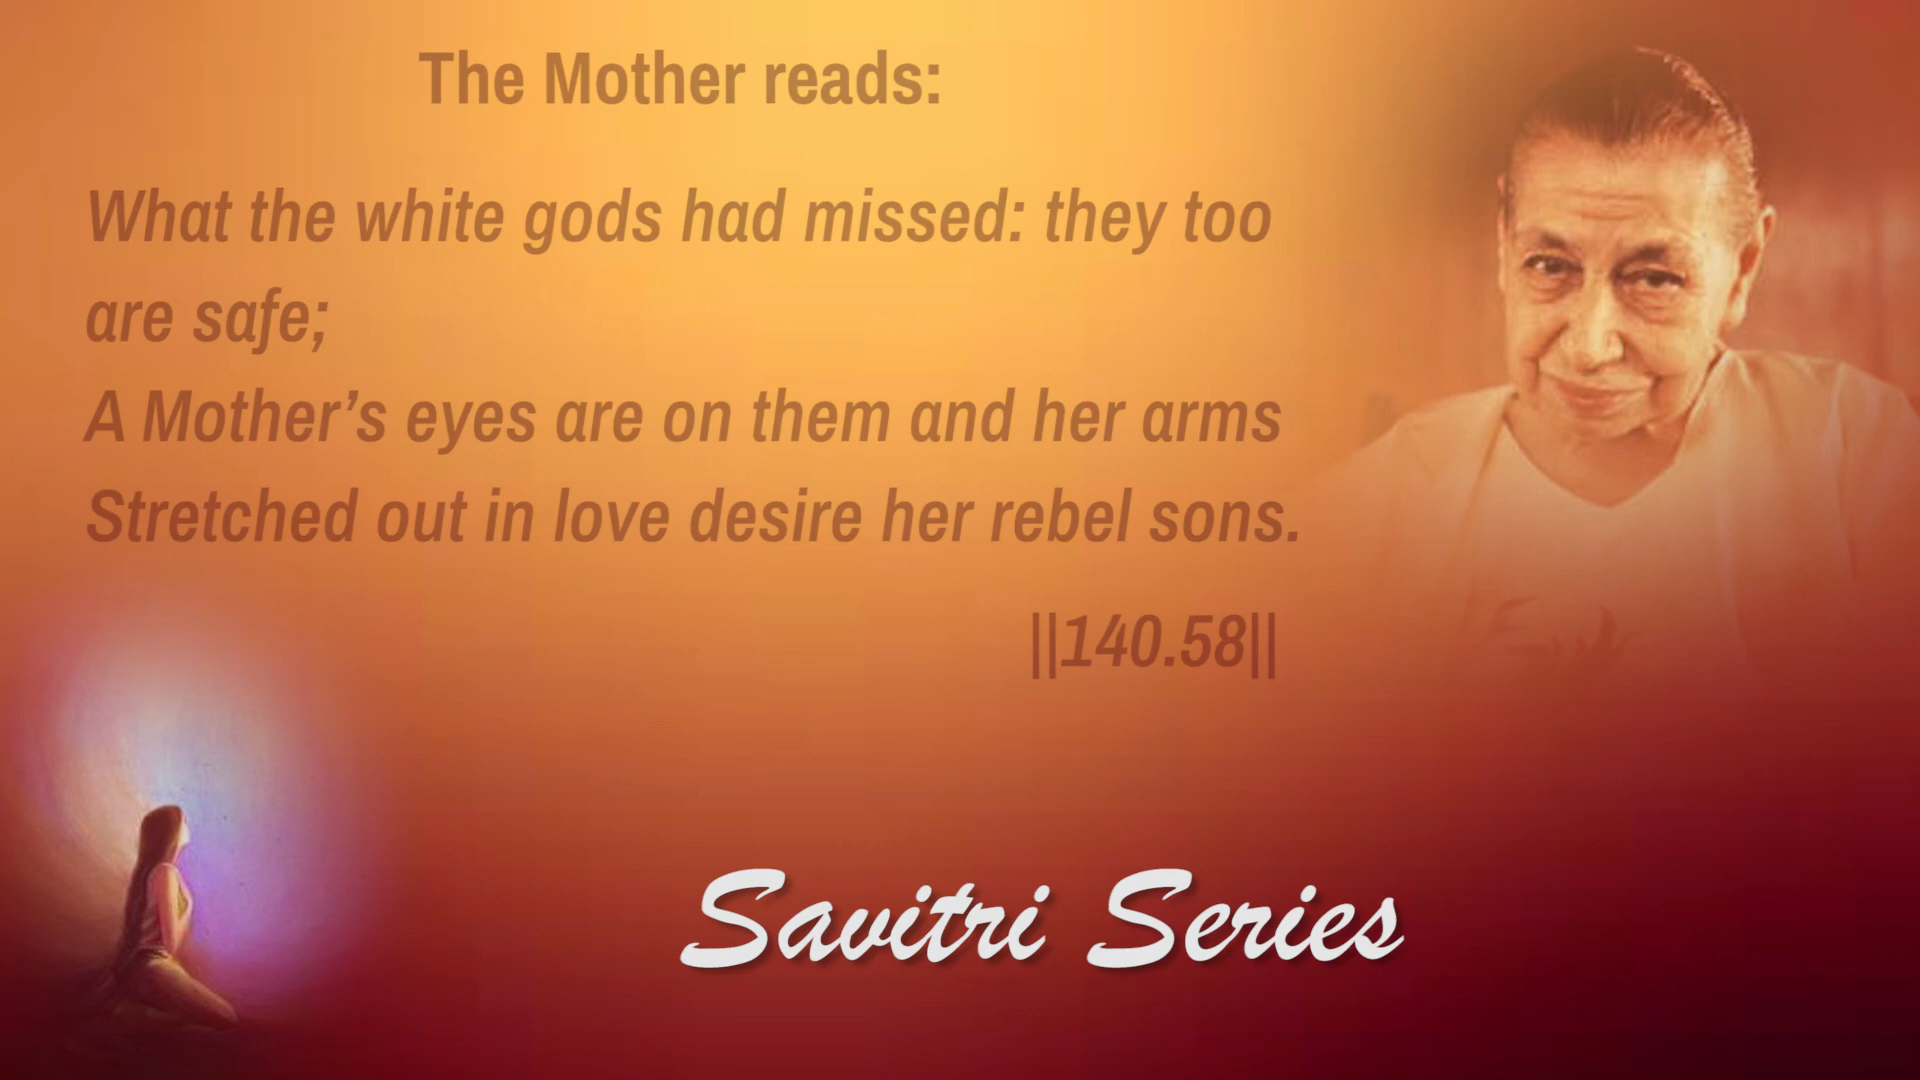 The Mother reads:
What the white gods had missed: they too
are safe;
A Mother’s eyes are on them and her arms
Stretched out in love desire her rebel sons.
||140.58||
Savitri Series